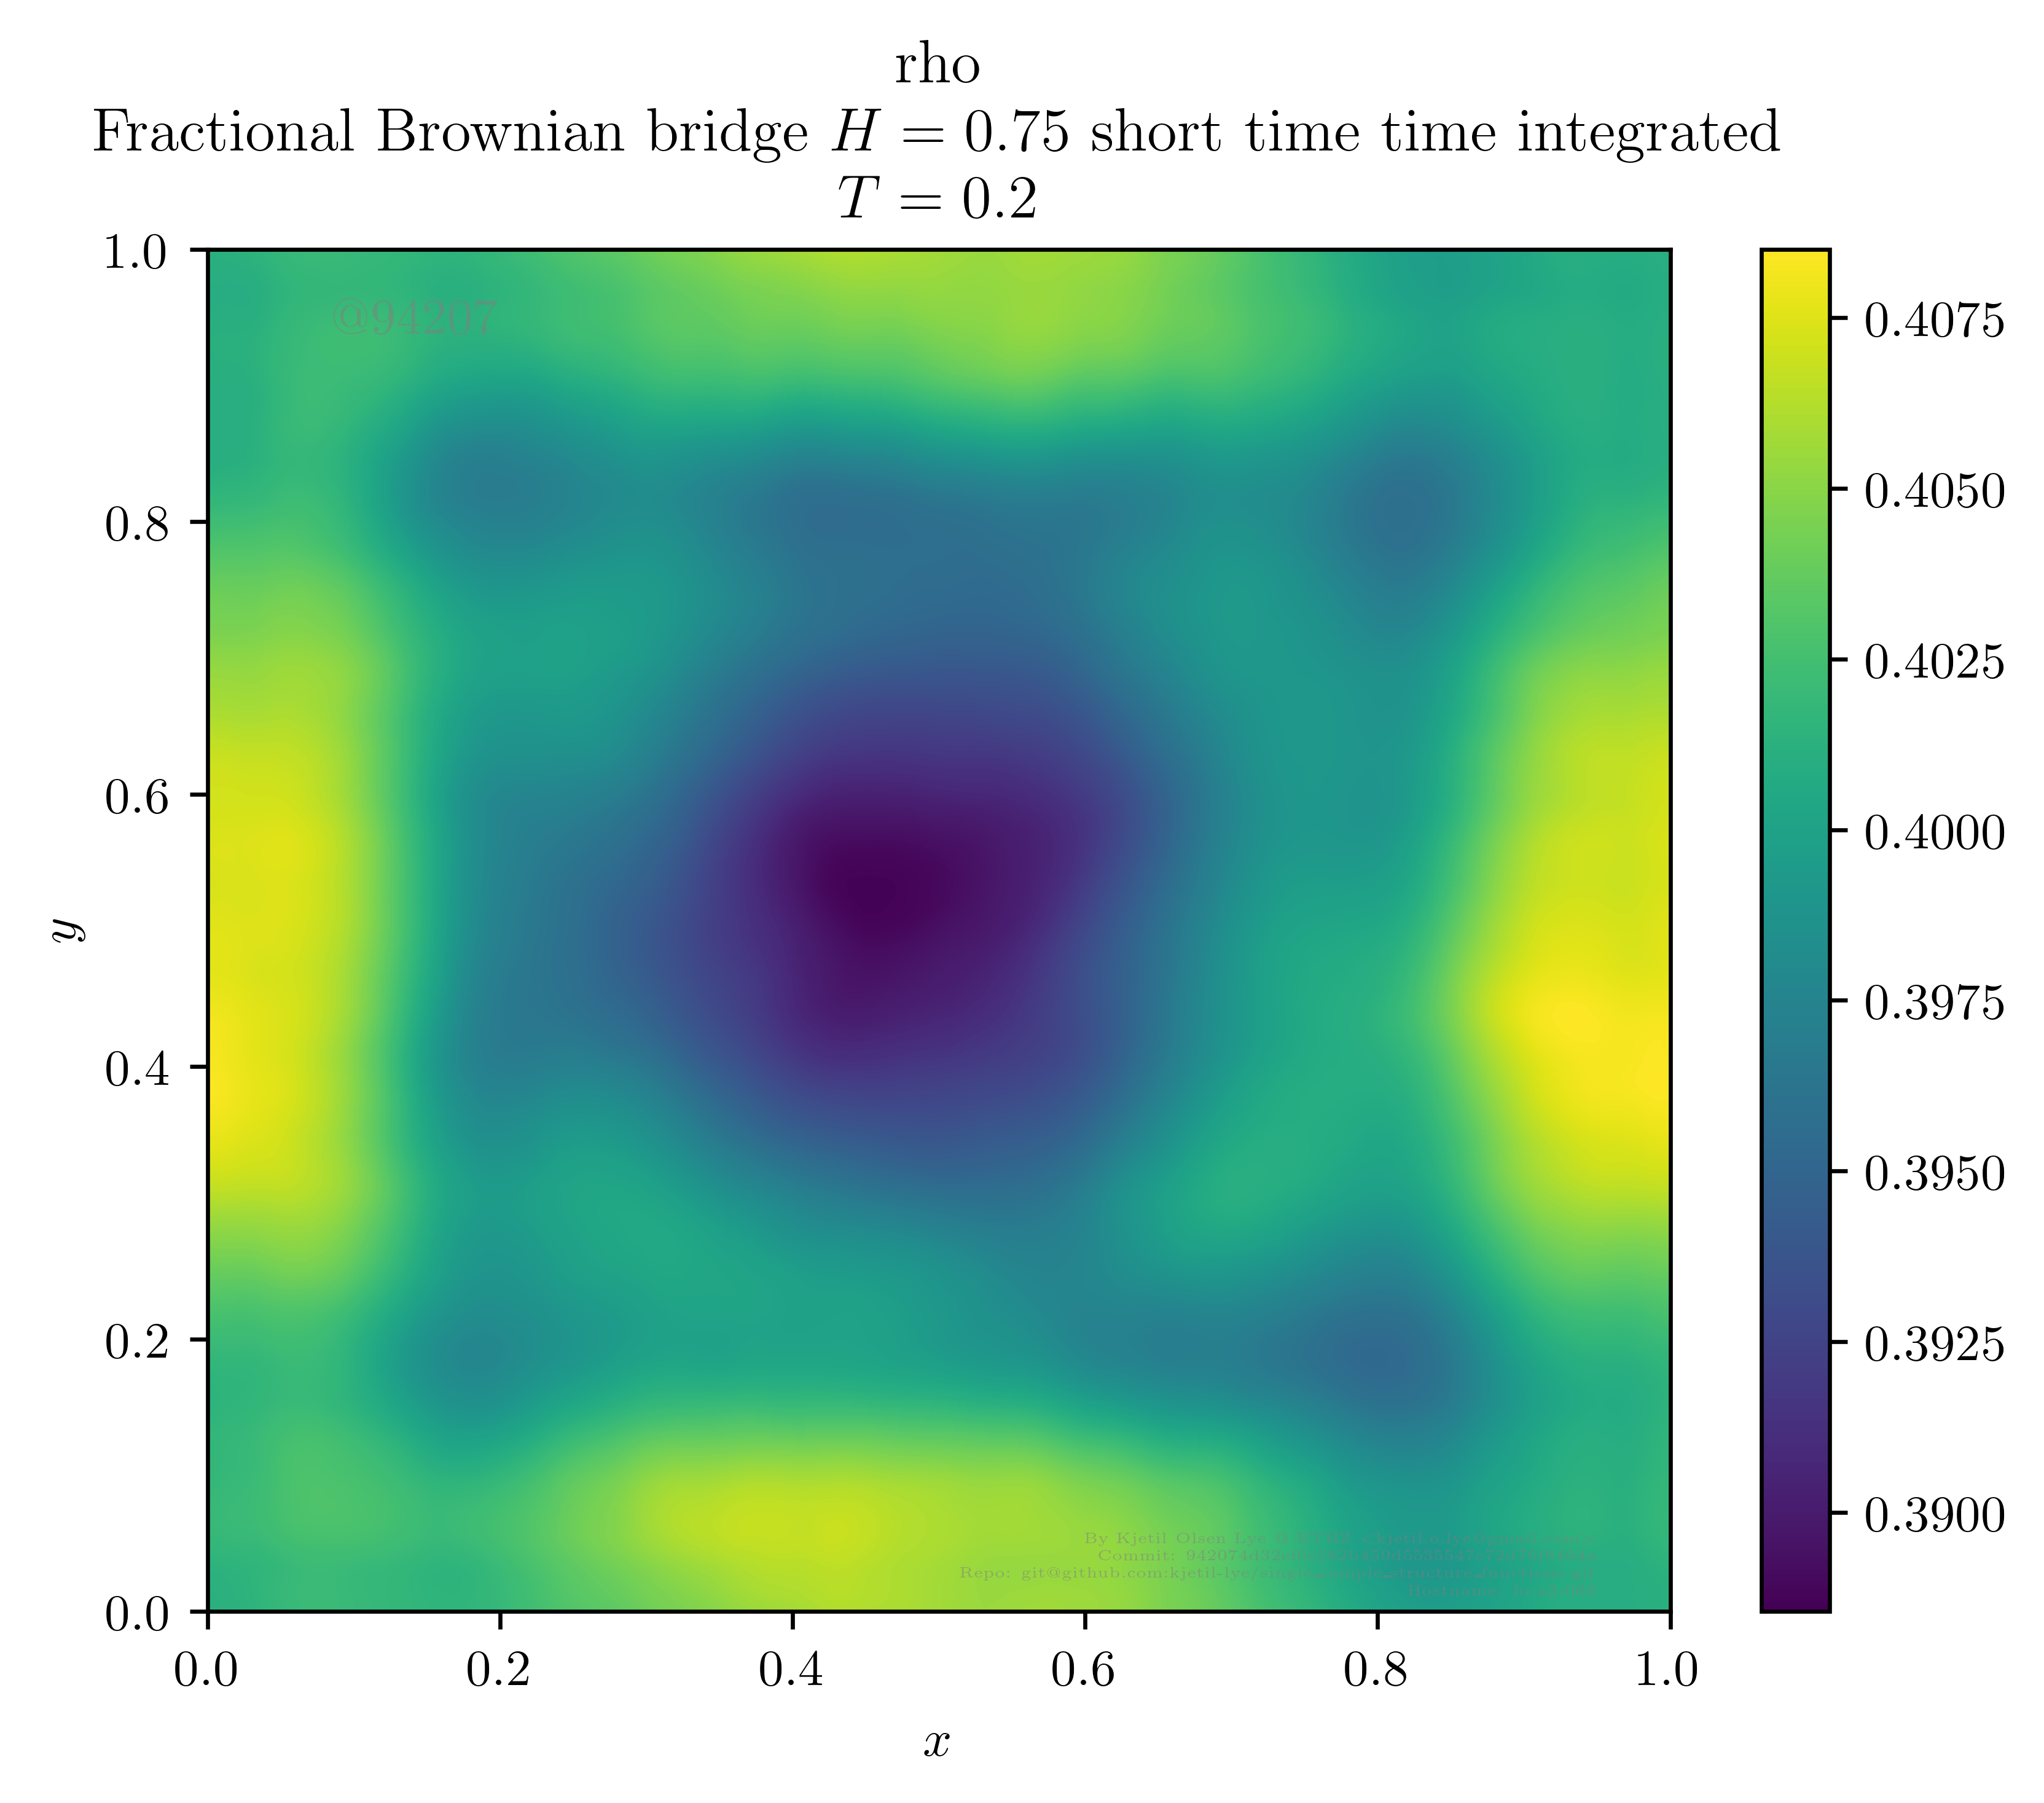 rho
Fractional Brownian bridge H = 0.75 short time time integrated
T = 0.2
@94207
1.0
0.8
0.6
0.4
0.2
0.0
y
0.0 0.2 0.4 0.6 0.8 1.0
x
0.4075
0.4050
0.4025
0.4000
0.3975
0.3950
0.3925
0.3900
By Kjetil Olsen Lye
Commit:
Repo:
Hostname: